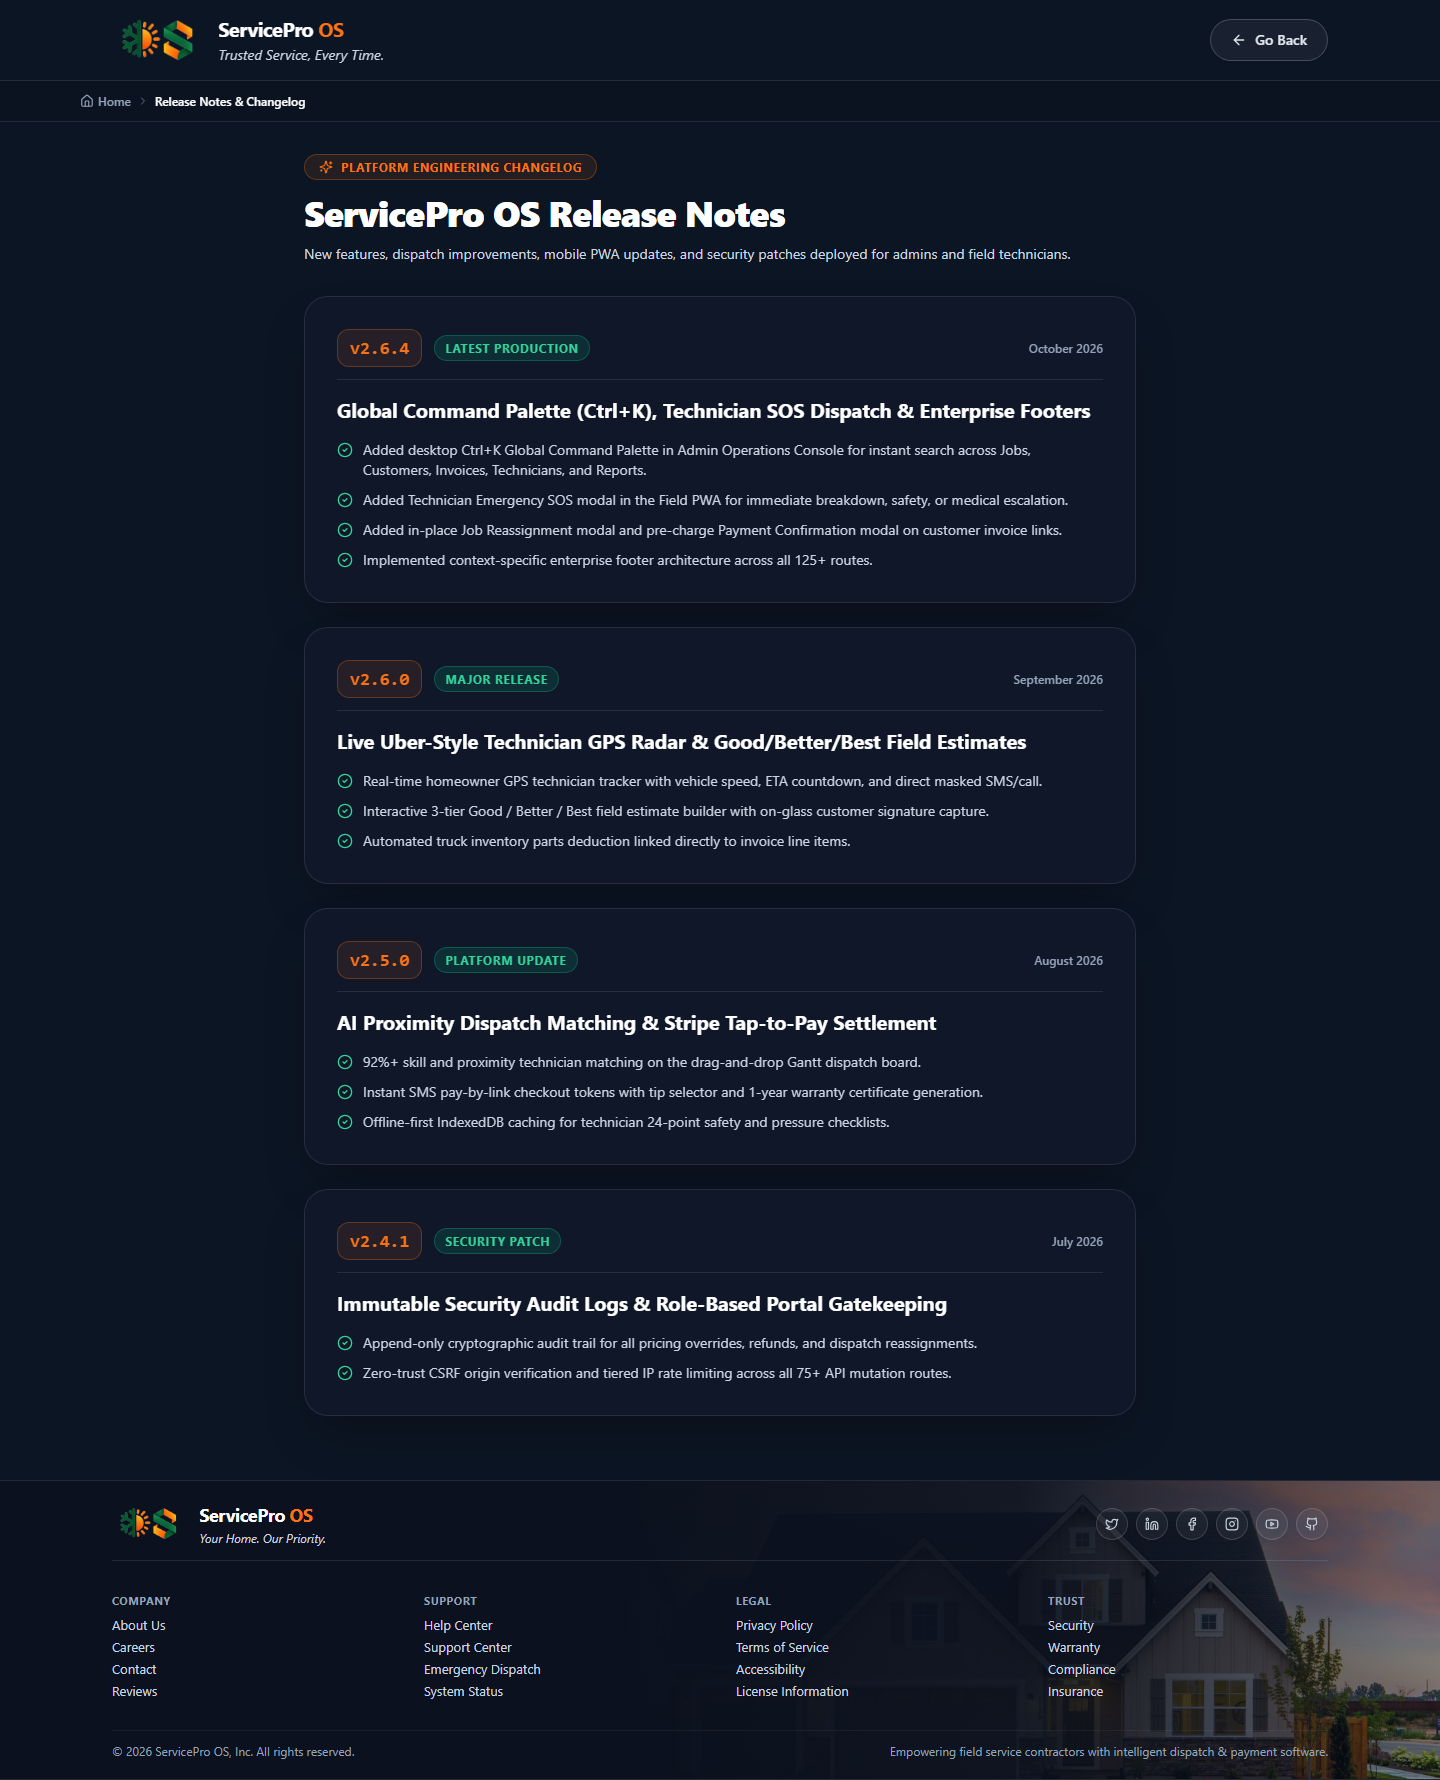 ServicePro OS
Trusted Service, Every Time.
Go Back
Home
Release Notes & Changelog
PLATFORM ENGINEERING CHANGELOG
ServicePro OS Release Notes
New features, dispatch improvements, mobile PWA updates, and security patches deployed for admins and field technicians.
v2.6.4
LATEST PRODUCTION
October 2026
Global Command Palette (Ctrl+K), Technician SOS Dispatch & Enterprise Footers
Added desktop Ctrl+K Global Command Palette in Admin Operations Console for instant search across Jobs,
Customers, Invoices, Technicians, and Reports.
Added Technician Emergency SOS modal in the Field PWA for immediate breakdown, safety, or medical escalation.
Added in-place Job Reassignment modal and pre-charge Payment Confirmation modal on customer invoice links.
Implemented context-specific enterprise footer architecture across all 125+ routes.
v2.6.0
MAJOR RELEASE
September 2026
Live Uber-Style Technician GPS Radar & Good/Better/Best Field Estimates
Real-time homeowner GPS technician tracker with vehicle speed, ETA countdown, and direct masked SMS/call.
Interactive 3-tier Good / Better / Best field estimate builder with on-glass customer signature capture.
Automated truck inventory parts deduction linked directly to invoice line items.
v2.5.0
PLATFORM UPDATE
August 2026
AI Proximity Dispatch Matching & Stripe Tap-to-Pay Settlement
92%+ skill and proximity technician matching on the drag-and-drop Gantt dispatch board.
Instant SMS pay-by-link checkout tokens with tip selector and 1-year warranty certificate generation.
Offline-first IndexedDB caching for technician 24-point safety and pressure checklists.
v2.4.1
SECURITY PATCH
July 2026
Immutable Security Audit Logs & Role-Based Portal Gatekeeping
Append-only cryptographic audit trail for all pricing overrides, refunds, and dispatch reassignments.
Zero-trust CSRF origin verification and tiered IP rate limiting across all 75+ API mutation routes.
ServicePro OS
Your Home. Our Priority.
COMPANY
About Us
Careers
Contact
Reviews
SUPPORT
Help Center
Support Center
Emergency Dispatch
System Status
LEGAL
Privacy Policy
Terms of Service
Accessibility
License Information
TRUST
Security
Warranty
Compliance
Insurance
© 2026 ServicePro OS, Inc. All rights reserved.
Empowering field service contractors with intelligent dispatch & payment software.